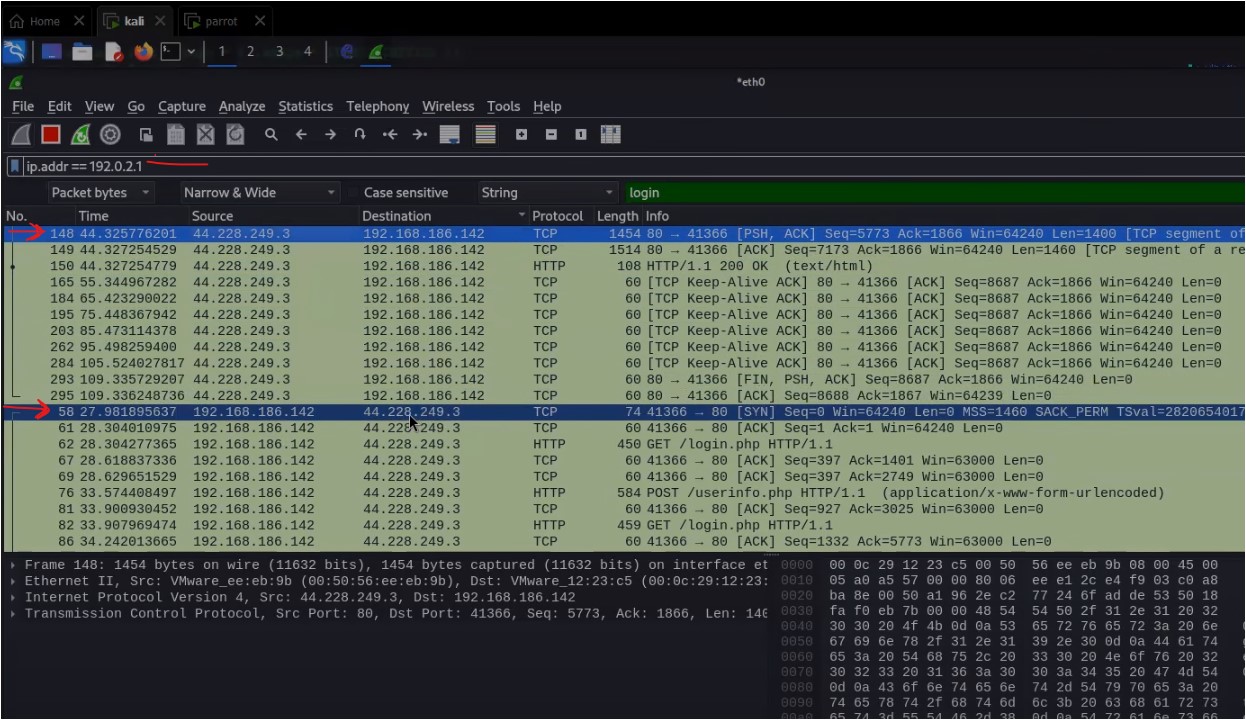 Home kali parrot
1 2 3 4
*eth0
File Edit View Go Capture Analyze Statistics Telephony Wireless Tools Help
ip.addr == 192.0.2.1
Packet bytes Narrow & Wide Case sensitive String login
No. Time Source Destination Protocol Length Info
148 44.325776201 44.228.249.3 192.168.186.142 TCP 1454 80 → 41366 [PSH, ACK] Seq=5773 Ack=1866 Win=64240 Len=1400 [TCP segment of
149 44.327254529 44.228.249.3 192.168.186.142 TCP 1514 80 → 41366 [ACK] Seq=7173 Ack=1866 Win=64240 Len=1460 [TCP segment of a re
150 44.327254779 44.228.249.3 192.168.186.142 HTTP 108 HTTP/1.1 200 OK (text/html)
165 55.344967282 44.228.249.3 192.168.186.142 TCP 60 [TCP Keep-Alive ACK] 80 → 41366 [ACK] Seq=8687 Ack=1866 Win=64240 Len=0
184 65.423290022 44.228.249.3 192.168.186.142 TCP 60 [TCP Keep-Alive ACK] 80 → 41366 [ACK] Seq=8687 Ack=1866 Win=64240 Len=0
195 75.448367942 44.228.249.3 192.168.186.142 TCP 60 [TCP Keep-Alive ACK] 80 → 41366 [ACK] Seq=8687 Ack=1866 Win=64240 Len=0
203 85.473114378 44.228.249.3 192.168.186.142 TCP 60 [TCP Keep-Alive ACK] 80 → 41366 [ACK] Seq=8687 Ack=1866 Win=64240 Len=0
262 95.498259400 44.228.249.3 192.168.186.142 TCP 60 [TCP Keep-Alive ACK] 80 → 41366 [ACK] Seq=8687 Ack=1866 Win=64240 Len=0
284 105.524027817 44.228.249.3 192.168.186.142 TCP 60 [TCP Keep-Alive ACK] 80 → 41366 [ACK] Seq=8687 Ack=1866 Win=64240 Len=0
293 109.335729207 44.228.249.3 192.168.186.142 TCP 60 80 → 41366 [FIN, PSH, ACK] Seq=8687 Ack=1866 Win=64240 Len=0
295 109.336248736 44.228.249.3 192.168.186.142 TCP 60 80 → 41366 [ACK] Seq=8688 Ack=1867 Win=64239 Len=0
58 27.981895637 192.168.186.142 44.228.249.3 TCP 74 41366 → 80 [SYN] Seq=0 Win=64240 Len=0 MSS=1460 SACK_PERM TSval=2820654017
61 28.304010975 192.168.186.142 44.228.249.3 TCP 60 41366 → 80 [ACK] Seq=1 Ack=1 Win=64240 Len=0
62 28.304277365 192.168.186.142 44.228.249.3 HTTP 450 GET /login.php HTTP/1.1
67 28.618837336 192.168.186.142 44.228.249.3 TCP 60 41366 → 80 [ACK] Seq=397 Ack=1401 Win=63000 Len=0
69 28.629651529 192.168.186.142 44.228.249.3 TCP 60 41366 → 80 [ACK] Seq=397 Ack=2749 Win=63000 Len=0
76 33.574408497 192.168.186.142 44.228.249.3 HTTP 584 POST /userinfo.php HTTP/1.1 (application/x-www-form-urlencoded)
81 33.900930452 192.168.186.142 44.228.249.3 TCP 60 41366 → 80 [ACK] Seq=927 Ack=3025 Win=63000 Len=0
82 33.907969474 192.168.186.142 44.228.249.3 HTTP 459 GET /login.php HTTP/1.1
86 34.242013665 192.168.186.142 44.228.249.3 TCP 60 41366 → 80 [ACK] Seq=1332 Ack=5773 Win=63000 Len=0
Frame 148: 1454 bytes on wire (11632 bits), 1454 bytes captured (11632 bits) on interface et
Ethernet II, Src: VMware_ee:eb:9b (00:50:56:ee:eb:9b), Dst: VMware_12:23:c5 (00:0c:29:12:23:
Internet Protocol Version 4, Src: 44.228.249.3, Dst: 192.168.186.142
Transmission Control Protocol, Src Port: 80, Dst Port: 41366, Seq: 5773, Ack: 1866, Len: 140
0000 00 0c 29 12 23 c5 00 50 56 ee eb 9b 08 00 45 00
0010 05 a0 a5 57 00 00 80 06 ee e1 2c e4 f9 03 c0 a8
0020 ba 8e 00 50 a1 96 2e c2 77 24 6f ad de 53 50 18
0030 fa f0 eb 7b 00 00 48 54 54 50 2f 31 2e 31 20 32
0040 30 30 20 4f 4b 0d 0a 53 65 72 76 65 72 3a 20 6e
0050 67 69 6e 78 2f 31 2e 31 39 2e 30 0d 0a 44 61 74
0060 65 3a 20 54 68 75 2c 20 33 30 20 4e 6f 76 20 32
0070 30 32 33 20 31 36 3a 30 30 3a 34 35 20 47 4d 54
0080 0d 0a 43 6f 6e 74 65 6e 74 2d 54 79 70 65 3a 20
0090 74 65 78 74 2f 68 74 6d 6c 3b 20 63 68 61 72 73
00a0 65 74 3d 55 54 46 2d 38 0d 0a 54 72 61 6e 73 66